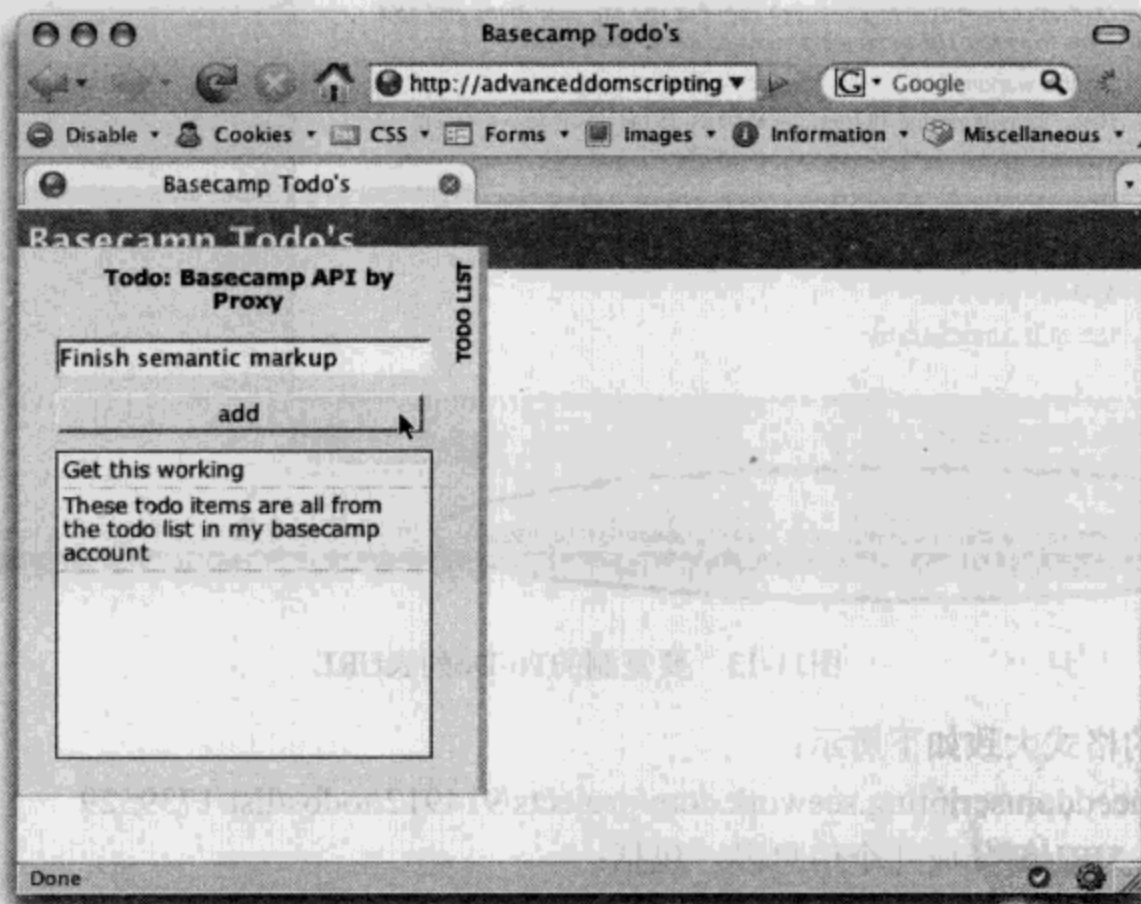 Basecamp Todo's
http://advanceddomscripting
G Google
Disable Cookies CSS Forms Images Information Miscellaneous
Basecamp Todo's
Basecamp Todo's
Todo: Basecamp API by
Proxy
TODO LIST
Finish semantic markup
add
Get this working
These todo items are all from
the todo list in my basecamp
account
Done